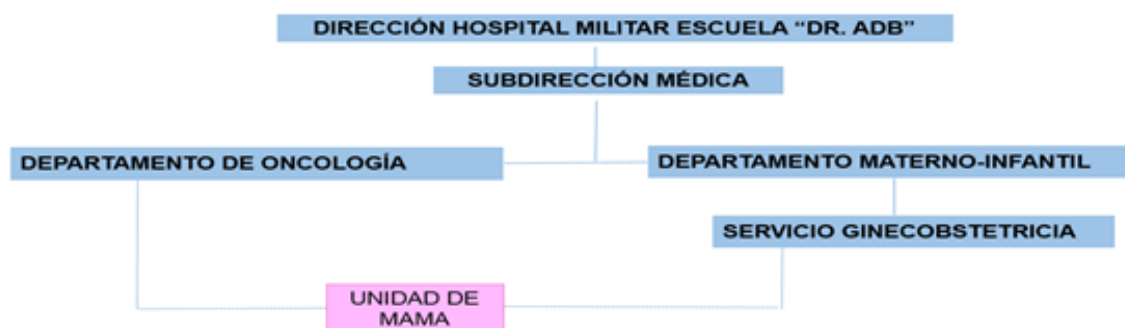 DIRECCIÓN HOSPITAL MILITAR ESCUELA “DR. ADB”
SUBDIRECCIÓN MÉDICA
DEPARTAMENTO DE ONCOLOGÍA
DEPARTAMENTO MATERNO-INFANTIL
SERVICIO GINECOBSTETRICIA
UNIDAD DE
MAMA